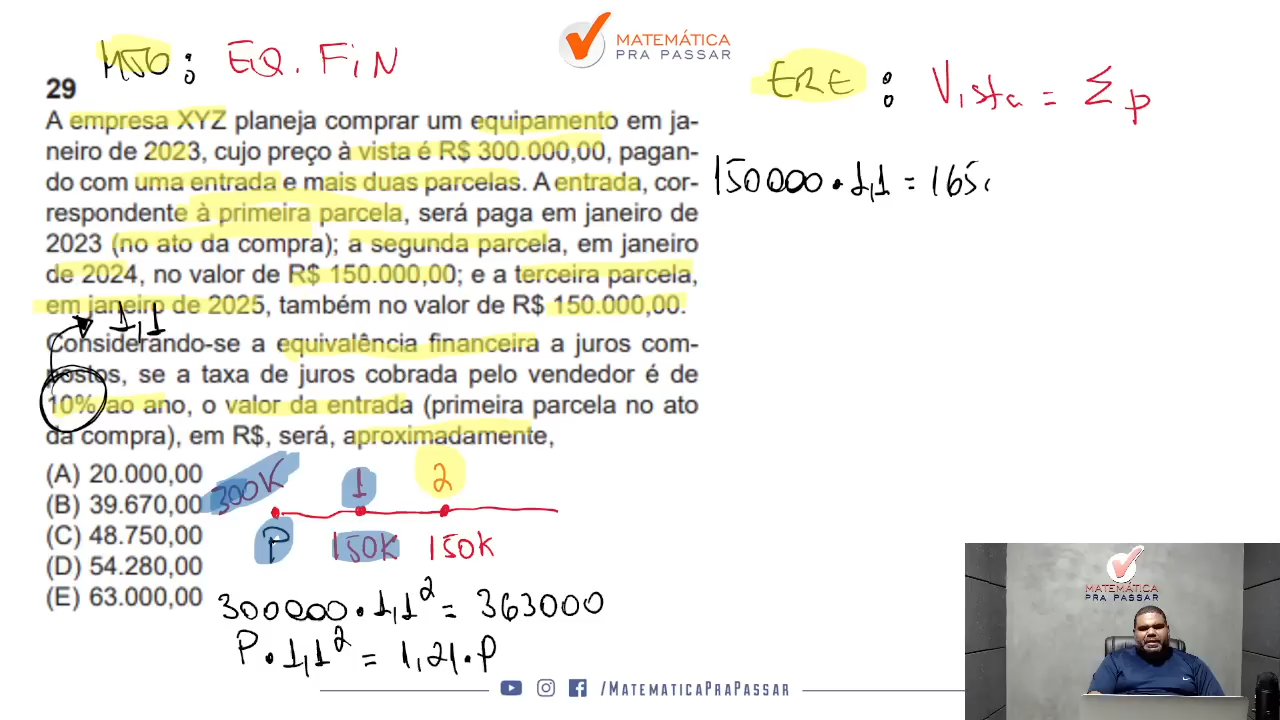 MSO: EQ. FiN
MATEMÁTICA
PRA PASSAR
ERE: Vista = Σp
29
A empresa XYZ planeja comprar um equipamento em ja-
neiro de 2023, cujo preço à vista é R$ 300.000,00, pagan-
do com uma entrada e mais duas parcelas. A entrada, cor-
respondente à primeira parcela, será paga em janeiro de
2023 (no ato da compra); a segunda parcela, em janeiro
de 2024, no valor de R$ 150.000,00; e a terceira parcela,
em janeiro de 2025, também no valor de R$ 150.000,00.
150000 • 1,1 = 165
1,1
Considerando-se a equivalência financeira a juros com-
postos, se a taxa de juros cobrada pelo vendedor é de
10% ao ano, o valor da entrada (primeira parcela no ato
da compra), em R$, será, aproximadamente,
(A) 20.000,00
(B) 39.670,00
(C) 48.750,00
(D) 54.280,00
(E) 63.000,00
300K 1 2
P 150K 150K
300000 • 1,1² = 363000
P • 1,1² = 1,21 • P
/MATEMATICAPRAPASSAR
MATEMÁTICA
PRA PASSAR